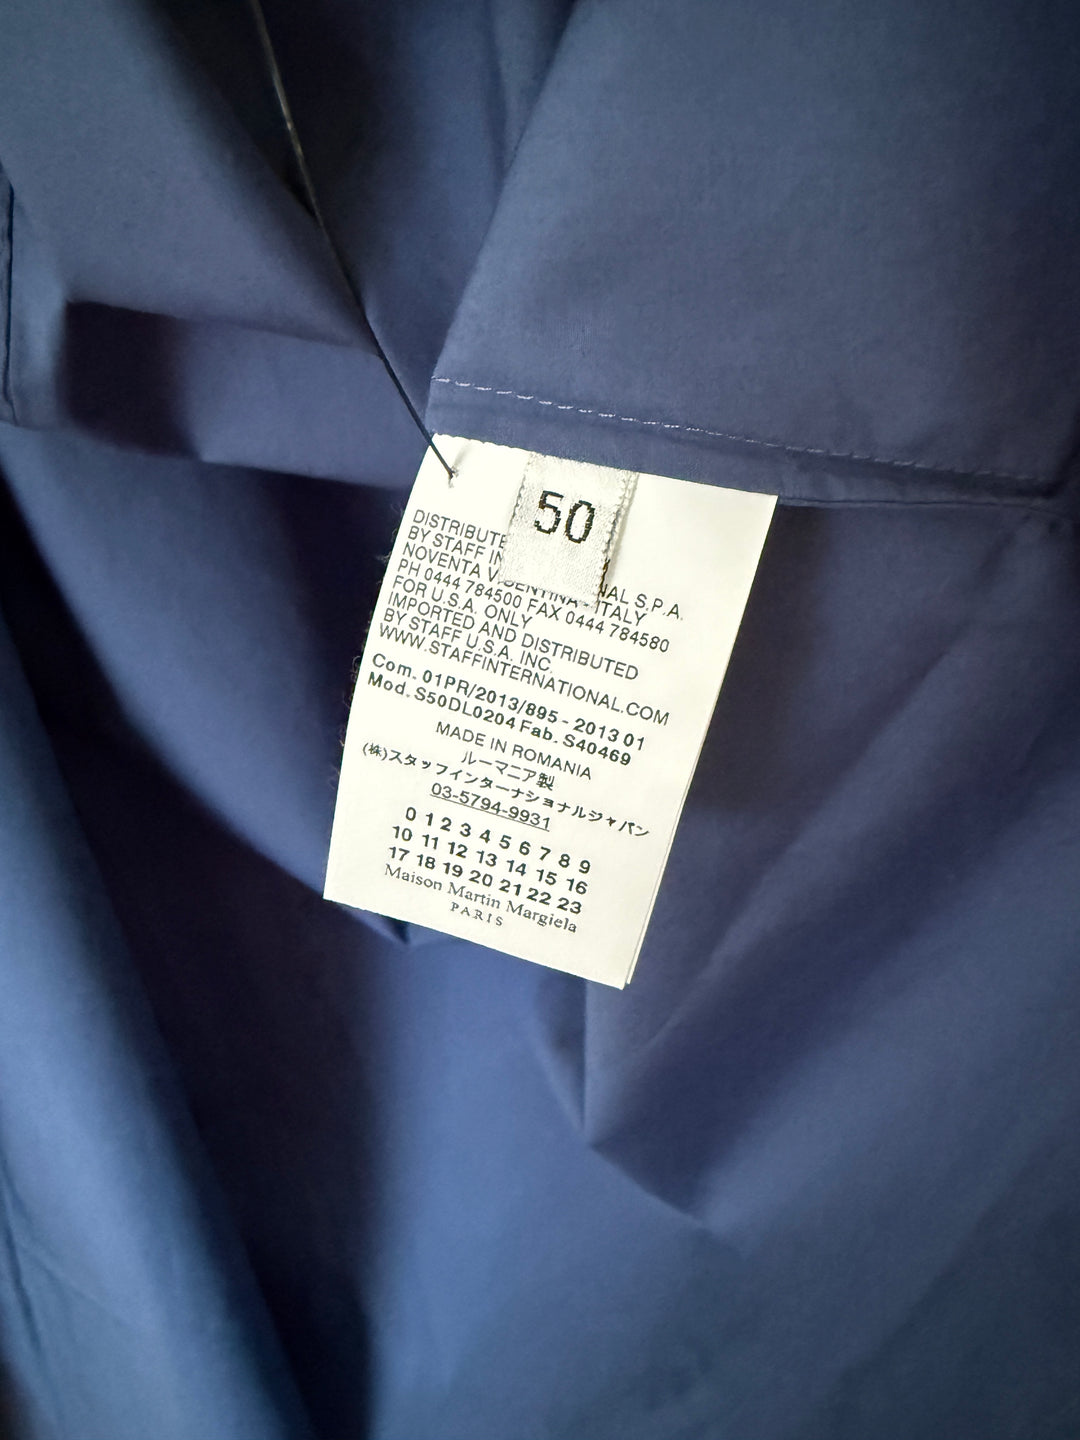 50
DISTRIBUTE
BY STAFF IN NAL S.P.A.
NOVENTA VICENTINA - ITALY
PH 0444 784500 FAX 0444 784580
FOR U.S.A. ONLY
IMPORTED AND DISTRIBUTED
BY STAFF U.S.A. INC.
WWW.STAFFINTERNATIONAL.COM
Com. 01PR/2013/895 - 2013 01
Mod. S50DL0204 Fab. S40469
MADE IN ROMANIA
ルーマニア製
(株)スタッフインターナショナルジャパン
03-5794-9931
0 1 2 3 4 5 6 7 8 9
10 11 12 13 14 15 16
17 18 19 20 21 22 23
Maison Martin Margiela
PARIS